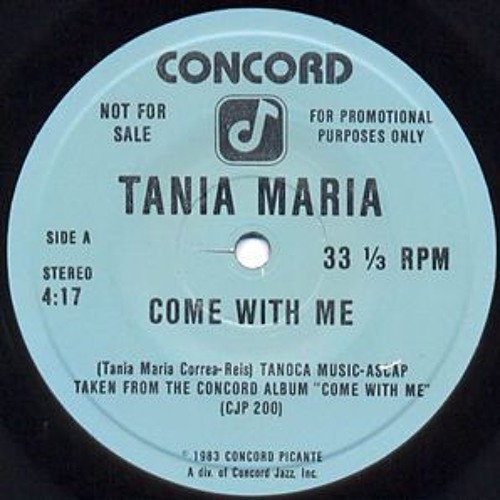 CONCORD
NOT FOR SALE
FOR PROMOTIONAL PURPOSES ONLY
TANIA MARIA
SIDE A
33 ⅓ RPM
STEREO
4:17
COME WITH ME
(Tania Maria Correa-Reis) TANOCA MUSIC-ASCAP
TAKEN FROM THE CONCORD ALBUM "COME WITH ME"
(CJP 200)
℗ 1983 CONCORD PICANTE
A div. of Concord Jazz, Inc.